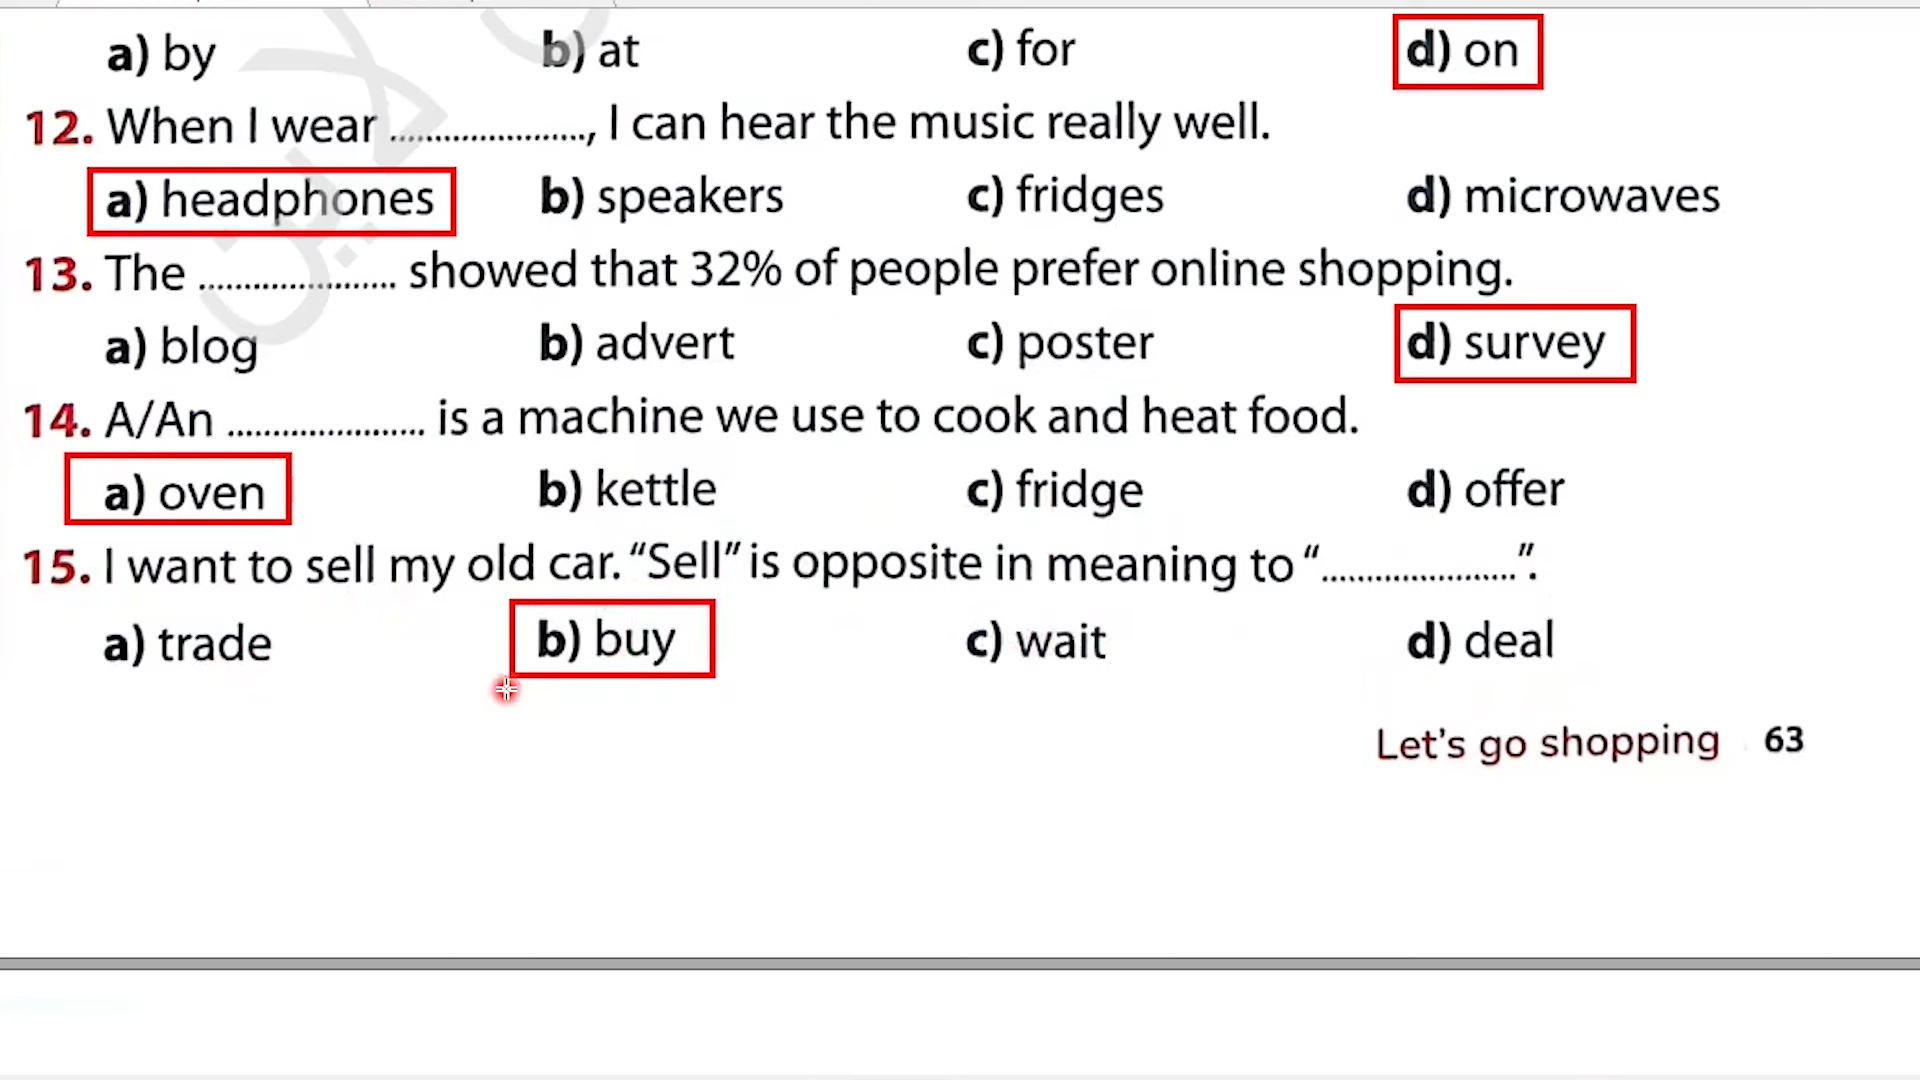 a) by b) at c) for d) on
12. When I wear ....................., I can hear the music really well.
a) headphones b) speakers c) fridges d) microwaves
13. The ..................... showed that 32% of people prefer online shopping.
a) blog b) advert c) poster d) survey
14. A/An ..................... is a machine we use to cook and heat food.
a) oven b) kettle c) fridge d) offer
15. I want to sell my old car. “Sell” is opposite in meaning to “.....................”.
a) trade b) buy c) wait d) deal
Let's go shopping 63